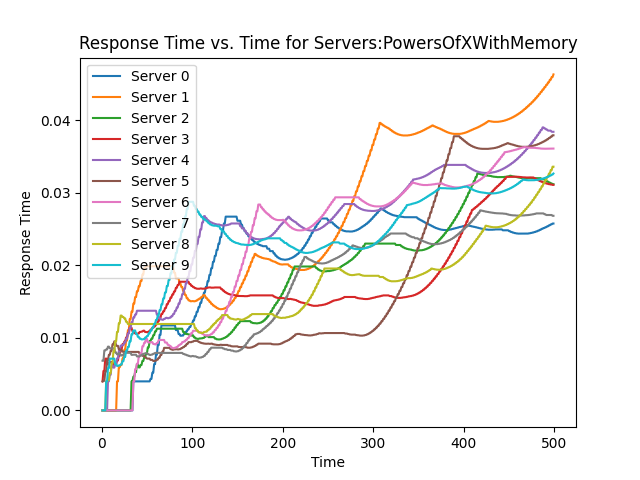 Response Time vs. Time for Servers:PowersOfXWithMemory
Server 0
Server 1
Server 2
Server 3
Server 4
Server 5
Server 6
Server 7
Server 8
Server 9
0.04
0.03
0.02
0.01
0.00
Response Time
0
100
200
300
400
500
Time